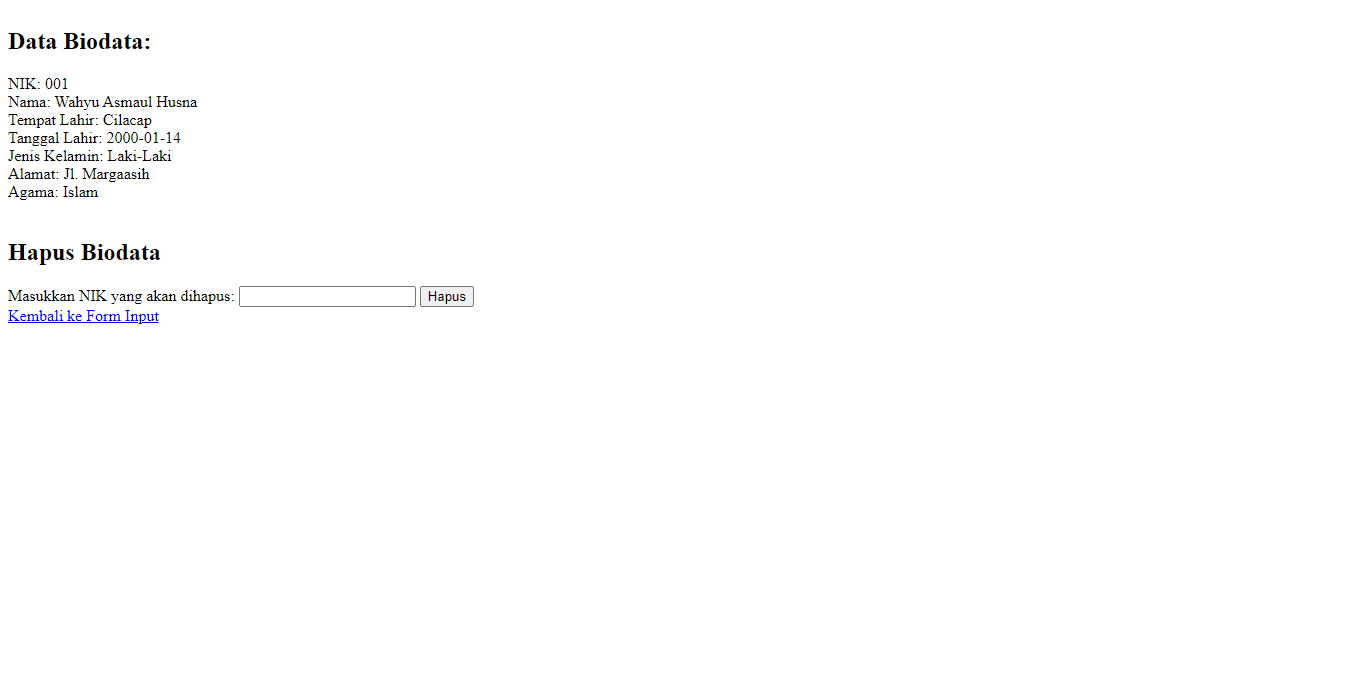 Data Biodata:
NIK: 001
Nama: Wahyu Asmaul Husna
Tempat Lahir: Cilacap
Tanggal Lahir: 2000-01-14
Jenis Kelamin: Laki-Laki
Alamat: Jl. Margaasih
Agama: Islam
Hapus Biodata
Masukkan NIK yang akan dihapus: Hapus
Kembali ke Form Input